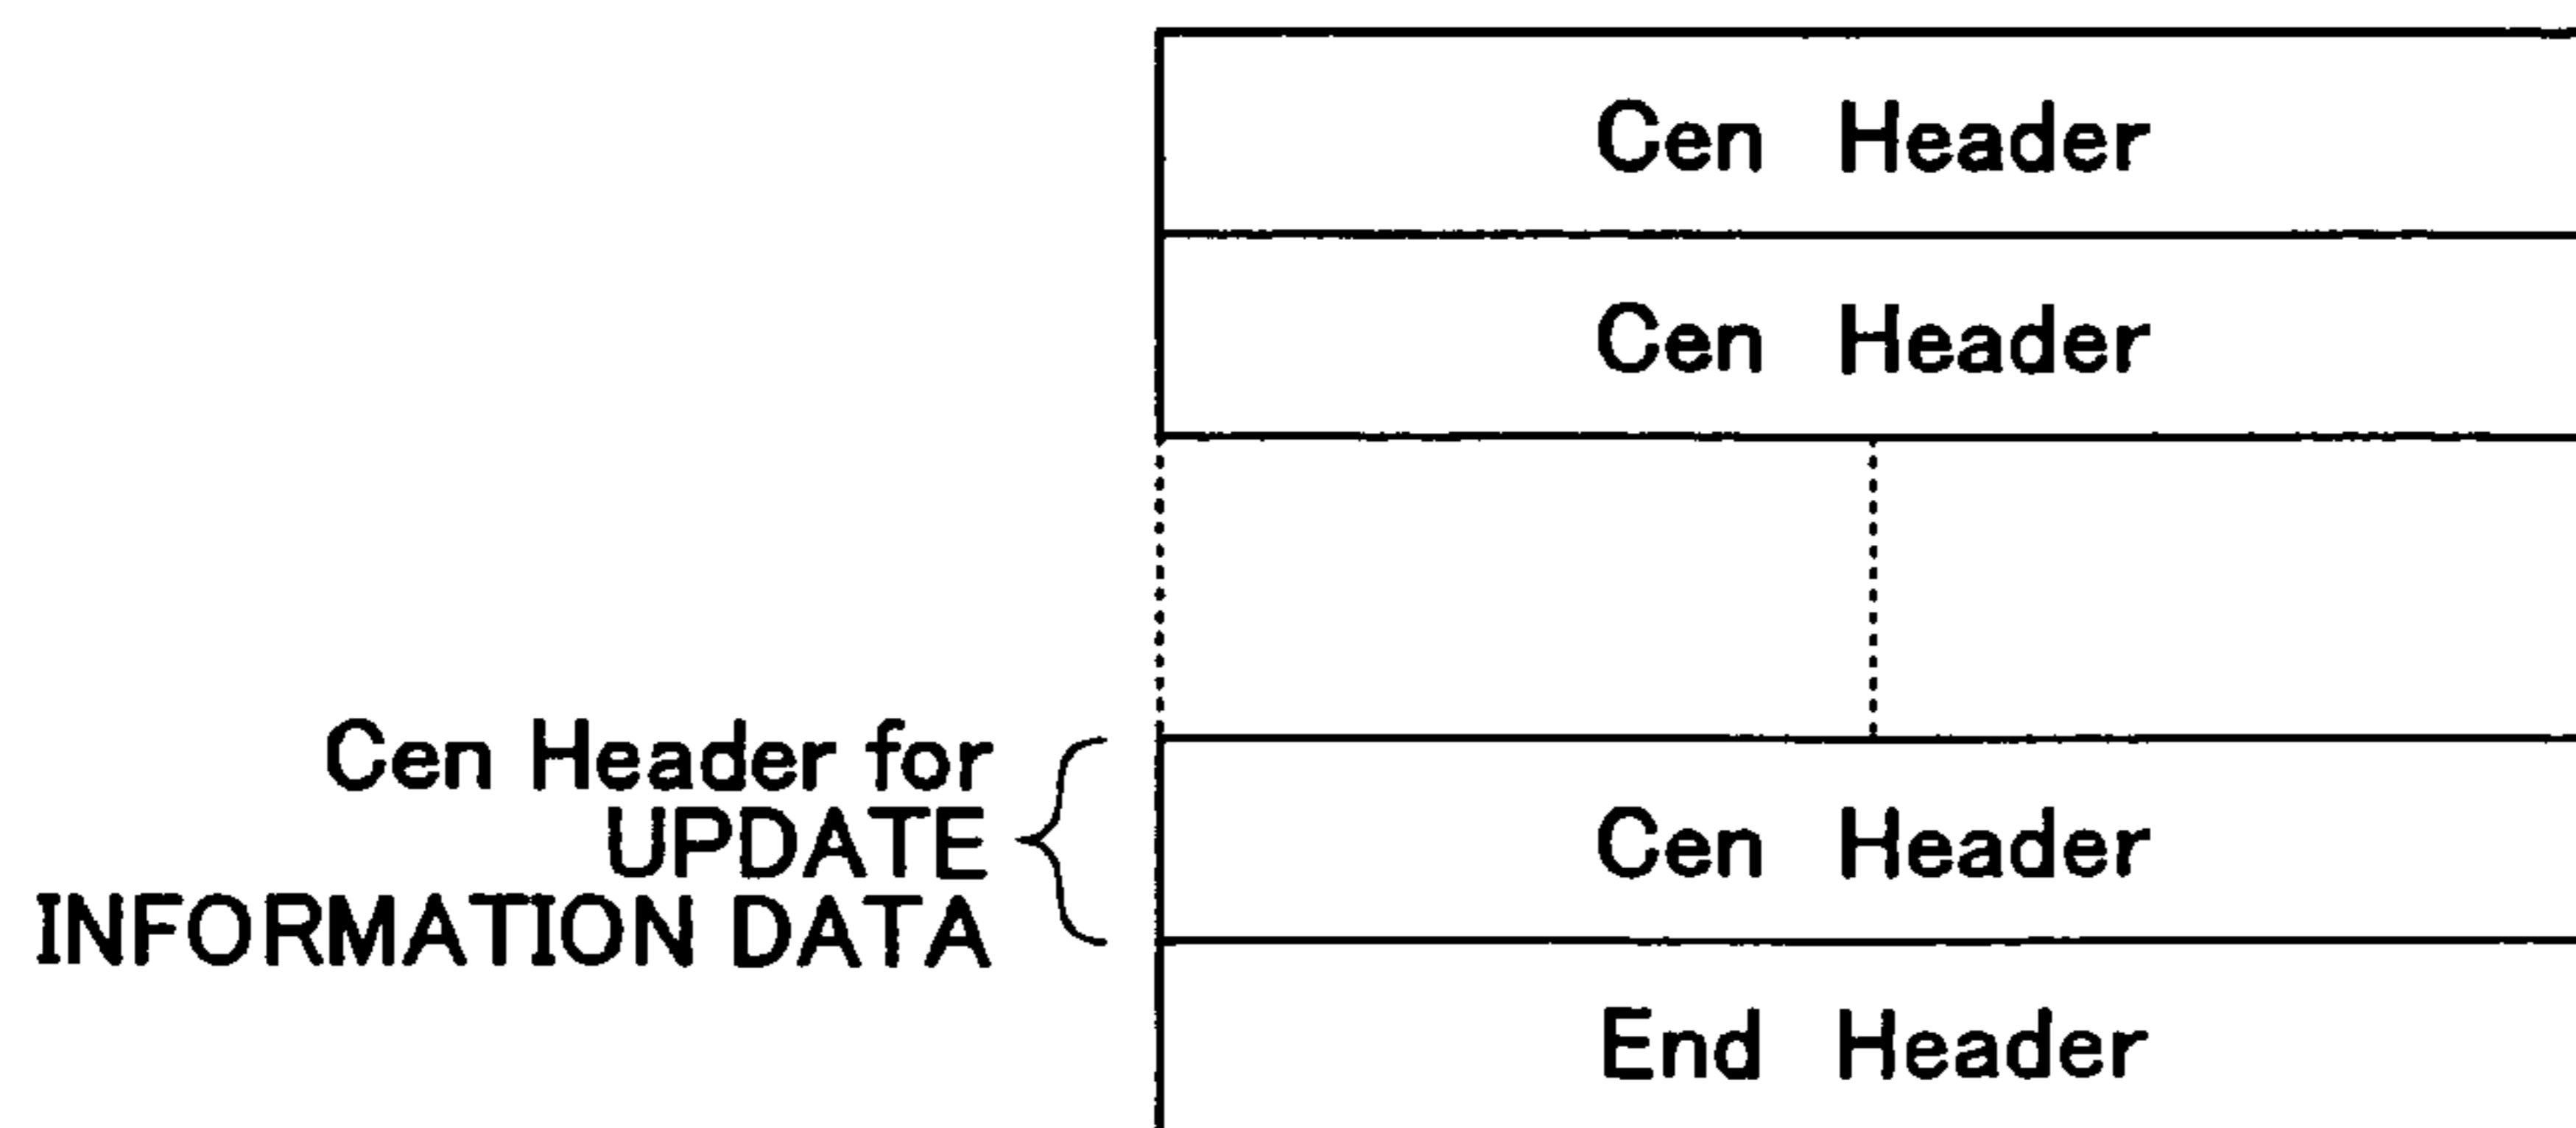 Cen Header
Cen Header
Cen Header for
UPDATE
INFORMATION DATA
Cen Header
End Header